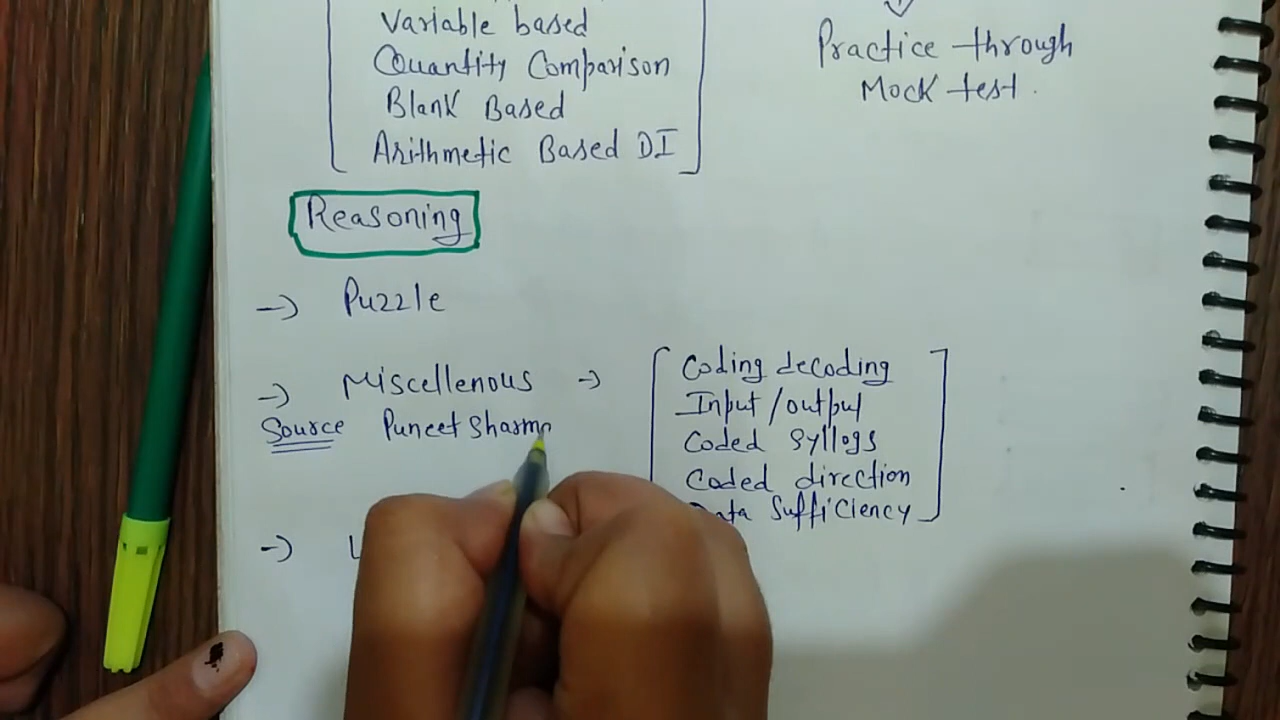 Variable based
Quantity Comparison
Blank Based
Arithmetic Based DI
Practice through
Mock test.
Reasoning
→ Puzzle
→ Miscellenous →
Source Puneet Sharma
Coding decoding
Input/output
Coded Syllogs
Coded direction
Data Sufficiency
→